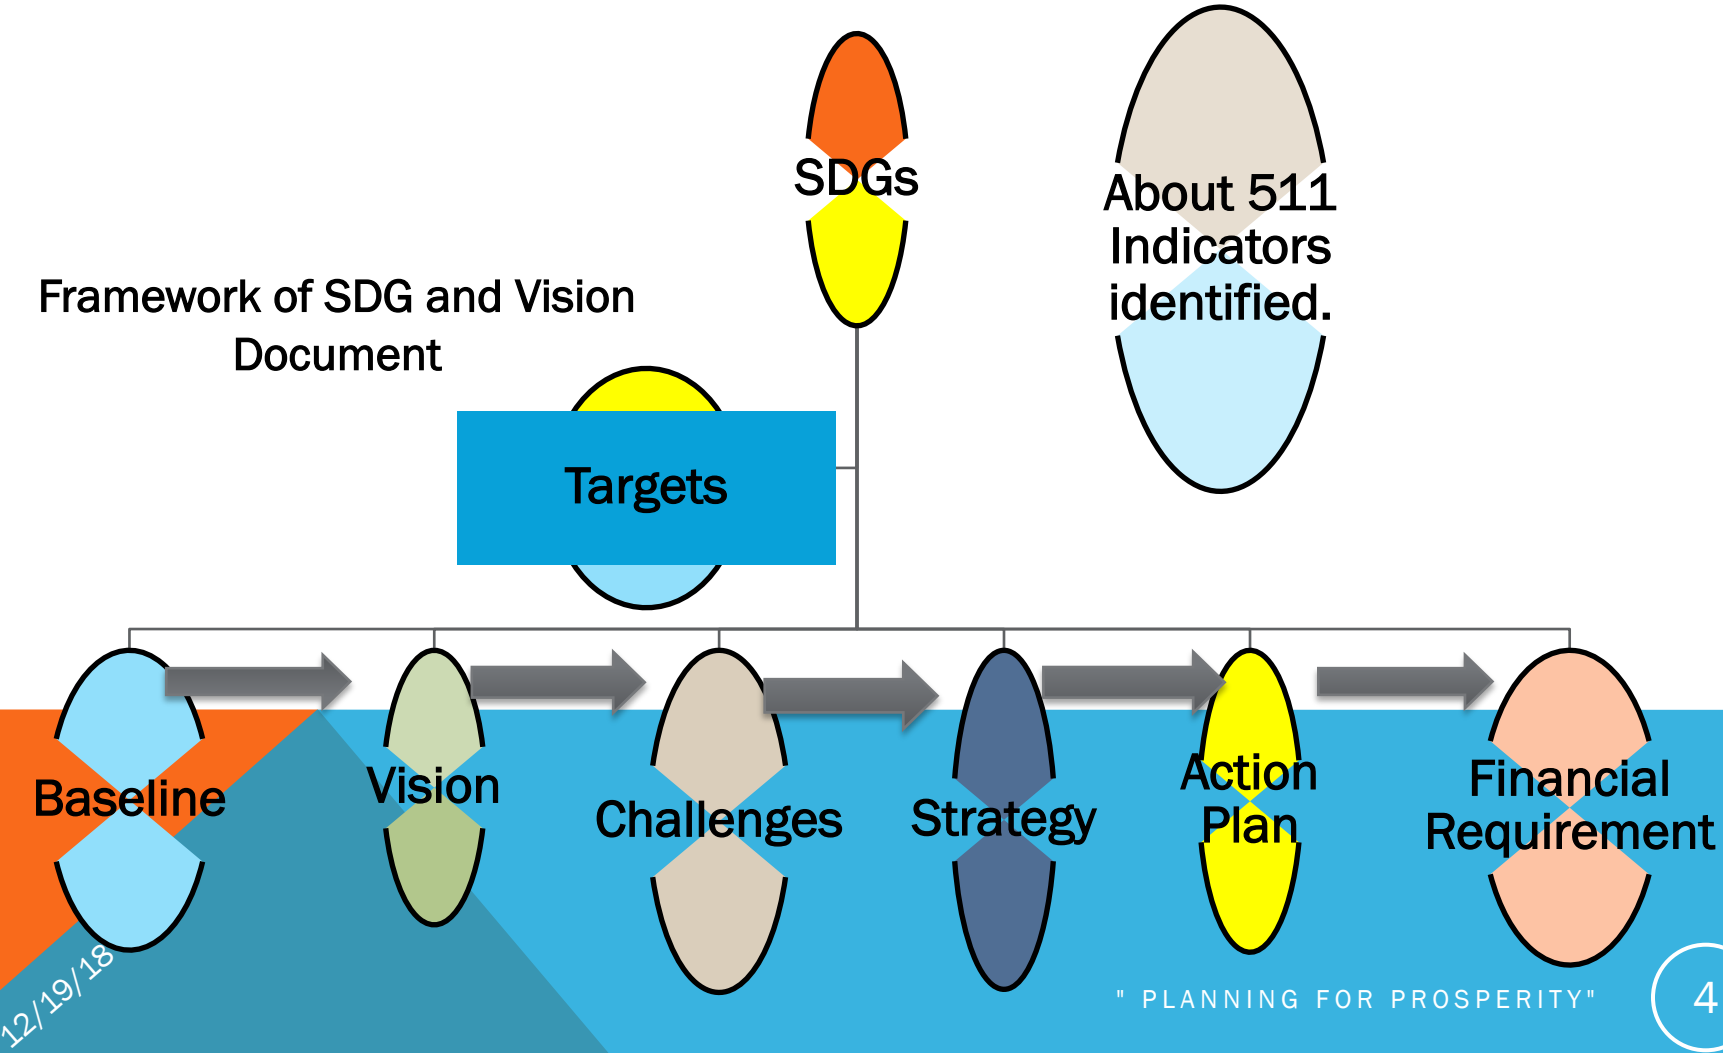 SDGs
About 511
Indicators
identified.
Framework of SDG and Vision
Document
Targets
Baseline
Vision
Challenges
Strategy
Action
Plan
Financial
Requirement
12/19/18
" PLANNING FOR PROSPERITY"
4